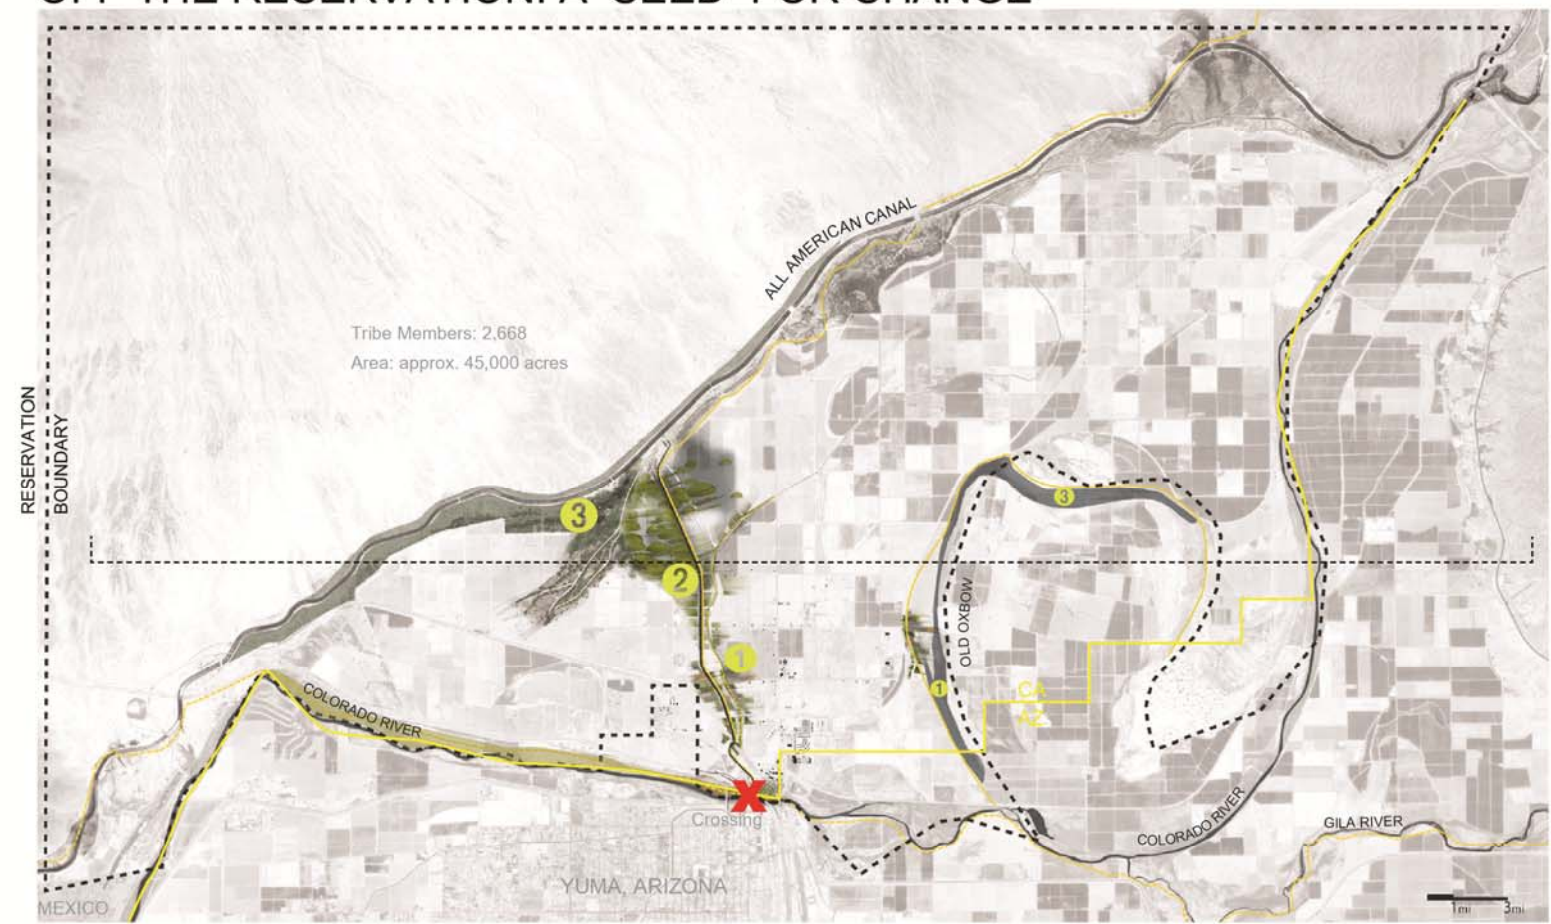 ALL AMERICAN CANAL
Tribe Members: 2,668
Area: approx. 45,000 acres
RESERVATION
BOUNDARY
3
3
2
OLD OXBOW
1
1
CA
AZ
COLORADO RIVER
Crossing
COLORADO RIVER
GILA RIVER
YUMA, ARIZONA
MEXICO
1mi 3mi